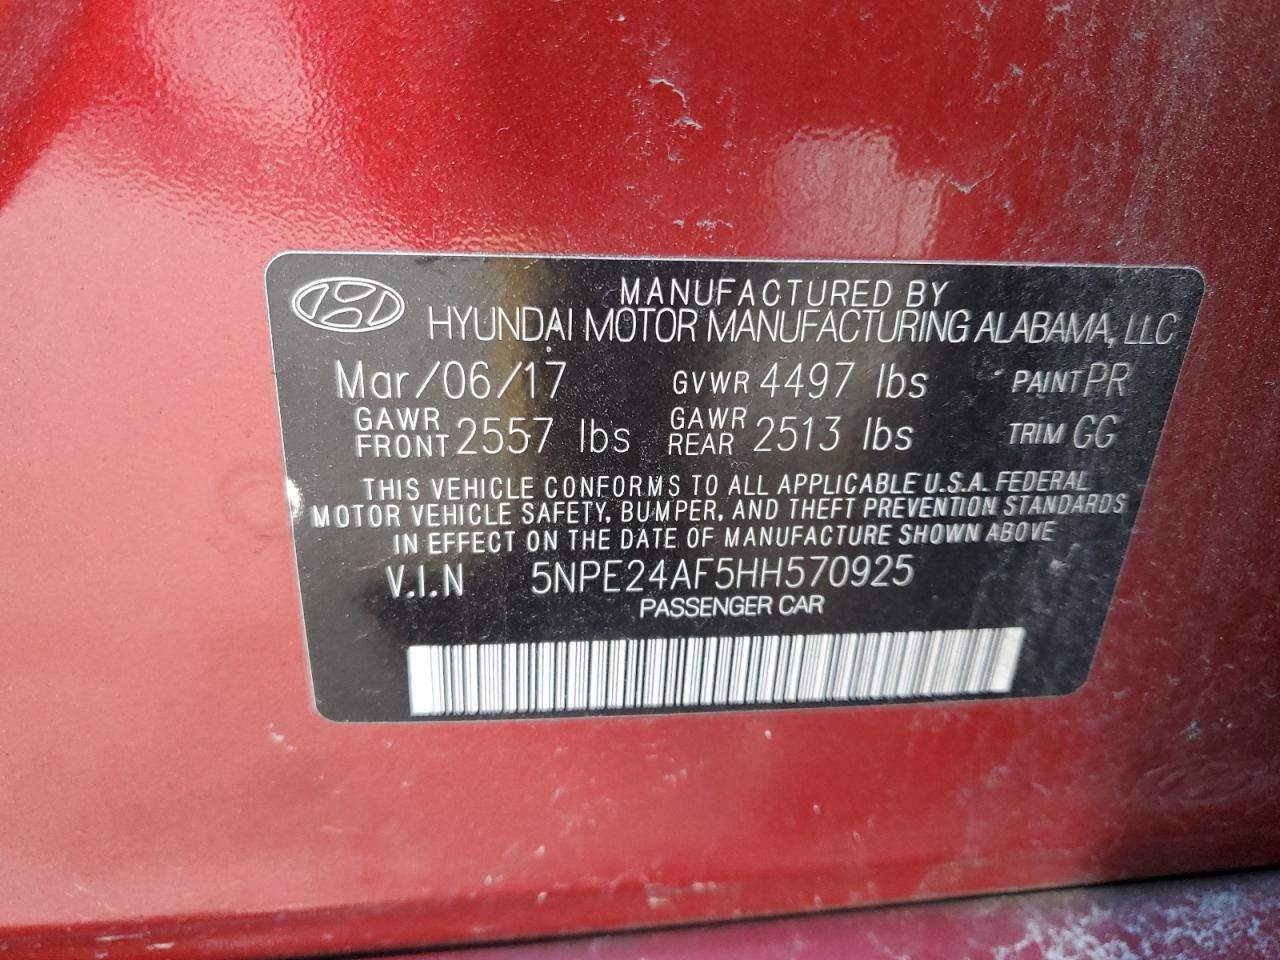 MANUFACTURED BY
HYUNDAI MOTOR MANUFACTURING ALABAMA, LLC
Mar/06/17 GVWR 4497 lbs PAINT PR
GAWR FRONT 2557 lbs GAWR REAR 2513 lbs TRIM GG
THIS VEHICLE CONFORMS TO ALL APPLICABLE U.S.A. FEDERAL
MOTOR VEHICLE SAFETY, BUMPER, AND THEFT PREVENTION STANDARDS
IN EFFECT ON THE DATE OF MANUFACTURE SHOWN ABOVE
V.I.N 5NPE24AF5HH570925
PASSENGER CAR